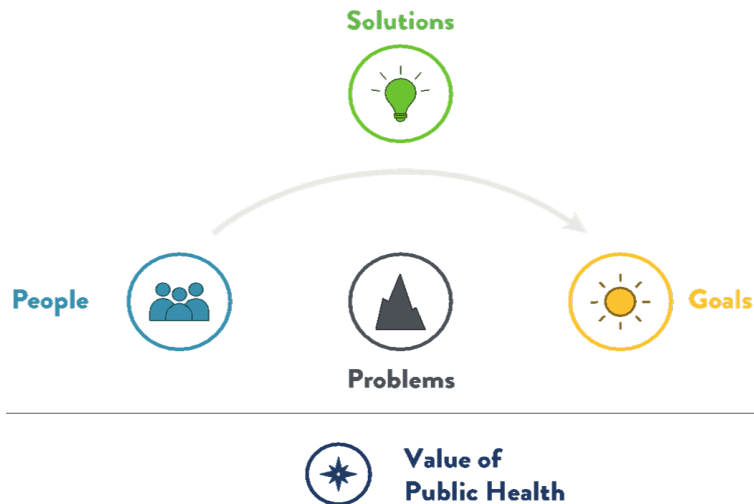 Solutions
People
Goals
Problems
Value of
Public Health